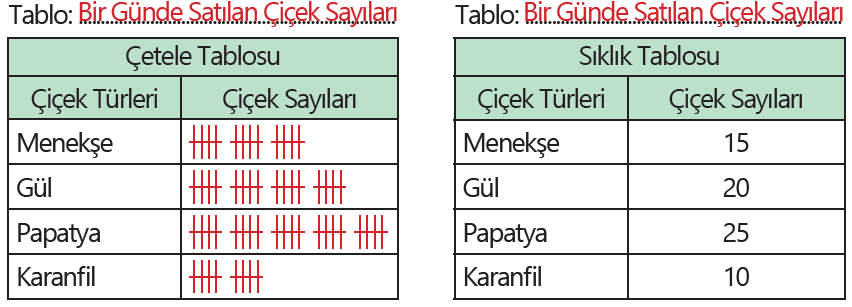 Tablo: Bir Günde Satılan Çiçek Sayıları
Çetele Tablosu
Çiçek Türleri Çiçek Sayıları
Menekşe
Gül
Papatya
Karanfil
Tablo: Bir Günde Satılan Çiçek Sayıları
Sıklık Tablosu
Çiçek Türleri Çiçek Sayıları
Menekşe 15
Gül 20
Papatya 25
Karanfil 10